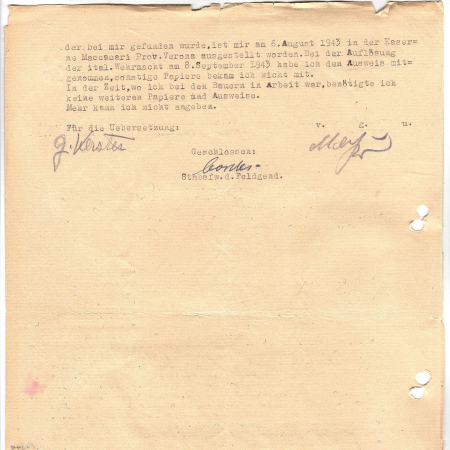 der bei mir gefunden wurde, ist mir am 6.August 1943 in der Kaser-
ne Maccacari Prov. Verona ausgestellt worden. Bei der Auflösung
der ital. Wehrmacht am 8.September 1943 habe ich den Ausweis mit-
genommen, sonstige Papiere bekam ich nicht mit.
In der Zeit, wo ich bei den Bauern in Arbeit war, benötigte ich
keine weiteren Papiere und Ausweise.
Mehr kann ich nicht angeben.
Für die Uebersetzung: v. g. u.
Geschlossen:
Stbsfw.d.Feldgend.